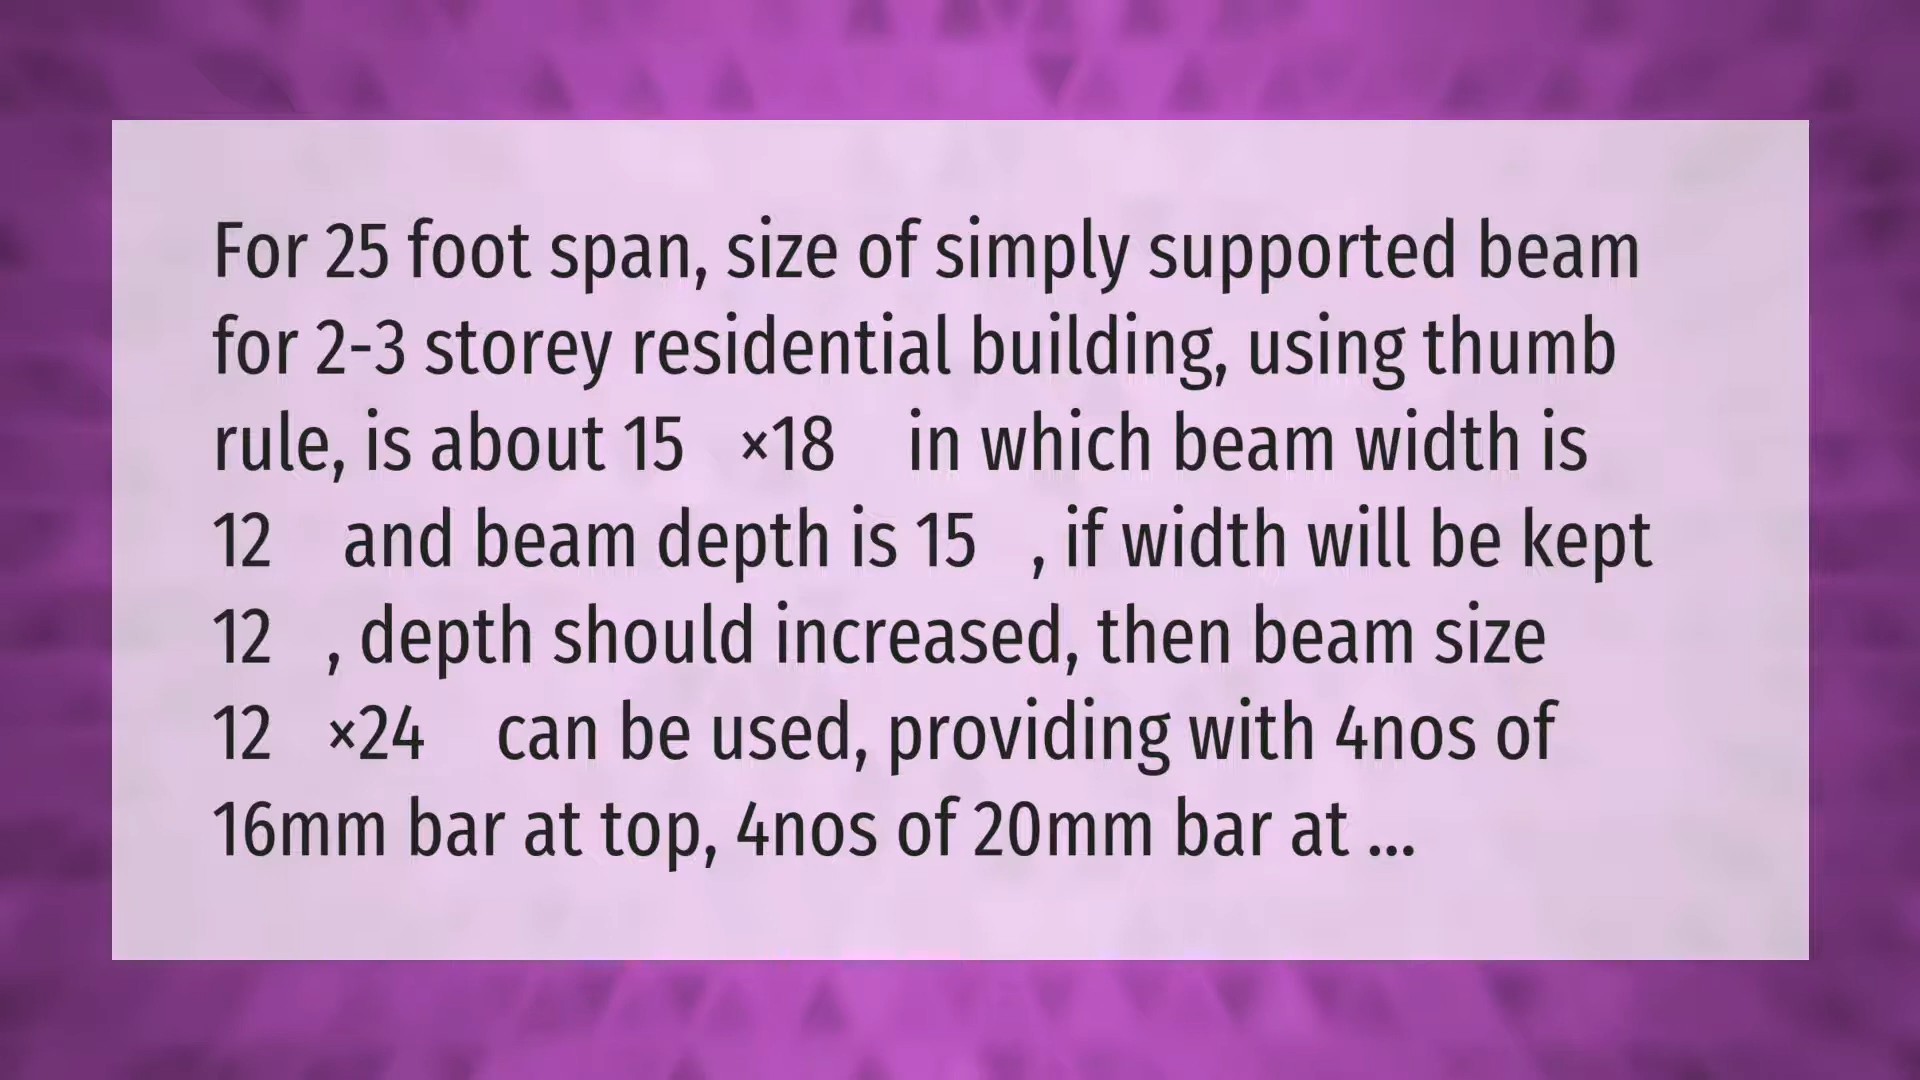 For 25 foot span, size of simply supported beam
for 2-3 storey residential building, using thumb
rule, is about 15 ×18 in which beam width is
12 and beam depth is 15 , if width will be kept
12 , depth should increased, then beam size
12 ×24 can be used, providing with 4nos of
16mm bar at top, 4nos of 20mm bar at ...